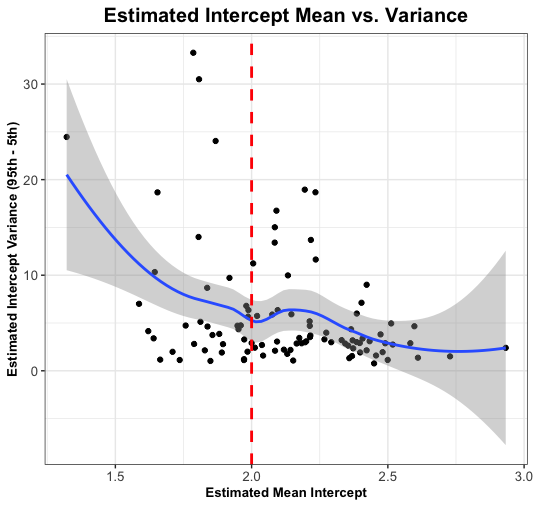 Estimated Intercept Mean vs. Variance
Estimated Intercept Variance (95th - 5th)
30
20
10
0
1.5
2.0
2.5
3.0
Estimated Mean Intercept